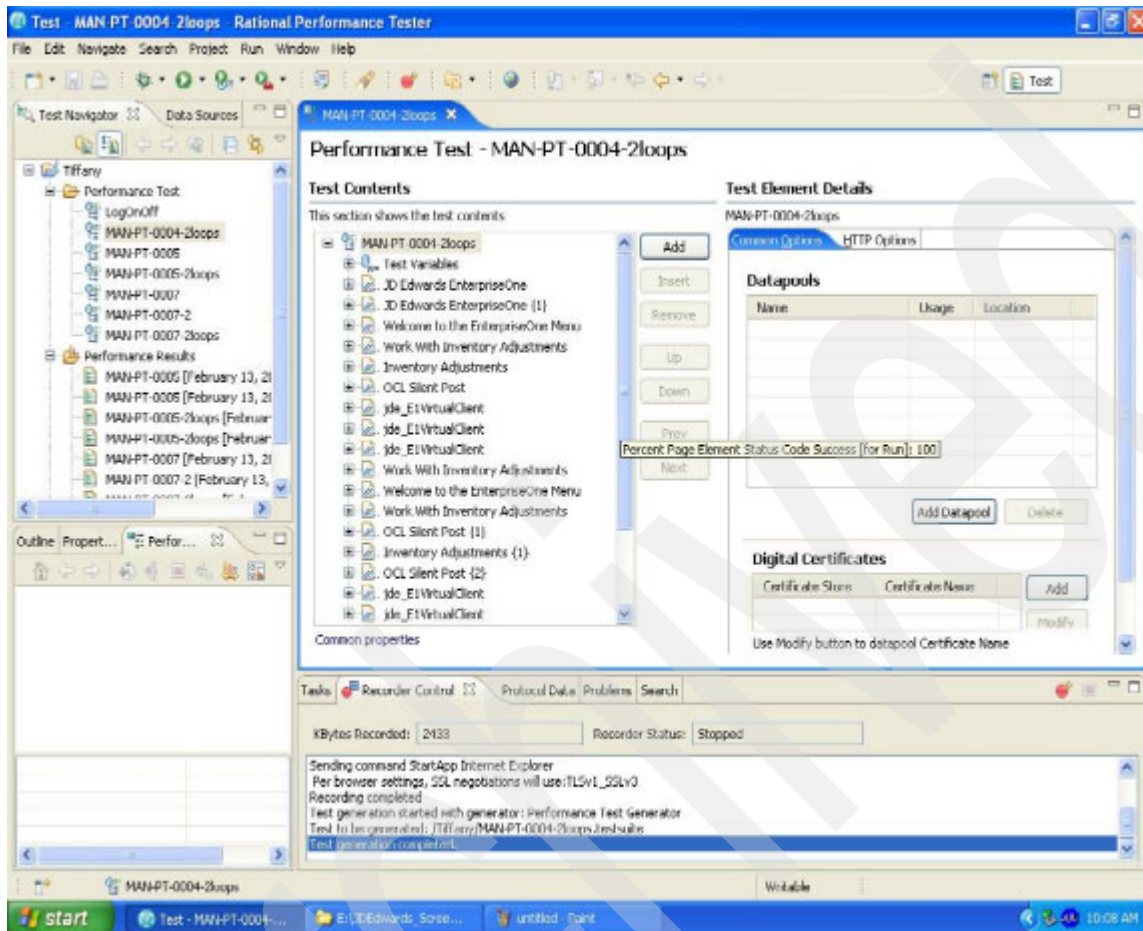 Test - MAN-PT-0004-2loops - Rational Performance Tester
File Edit Navigate Search Project Run Window Help
Test
Test Navigator Data Sources
Tiffany
Performance Test
LogOnOff
MAN-PT-0004-2loops
MAN-PT-0005
MAN-PT-0005-2loops
MAN-PT-0007
MAN-PT-0007-2
MAN-PT-0007-2loops
Performance Results
MAN-PT-0005 [February 13, 2
MAN-PT-0005 [February 13, 2
MAN-PT-0005-2loops [Februar
MAN-PT-0005-2loops [Februar
MAN-PT-0007 [February 13, 2
MAN-PT-0007-2 [February 13,
Outline Propert... Perfor...
MAN-PT-0004-2loops
Performance Test - MAN-PT-0004-2loops
Test Contents
This section shows the test contents
MAN-PT-0004-2loops
Test Variables
JD Edwards EnterpriseOne
JD Edwards EnterpriseOne {1}
Welcome to the EnterpriseOne Menu
Work With Inventory Adjustments
Inventory Adjustments
OCL Silent Post
jde_E1VirtualClient
jde_E1VirtualClient
jde_E1VirtualClient
Work With Inventory Adjustments
Welcome to the EnterpriseOne Menu
Work With Inventory Adjustments
OCL Silent Post {1}
Inventory Adjustments {1}
OCL Silent Post {2}
jde_E1VirtualClient
jde_E1VirtualClient
Common properties
Add
Insert
Remove
Up
Down
Prev
Next
Percent Page Element Status Code Success [for Run]: 100
Test Element Details
MAN-PT-0004-2loops
Common Options HTTP Options
Datapools
Name Usage Location
Add Datapool Delete
Digital Certificates
Certificate Store Certificate Name
Add
Modify
Use Modify button to datapool Certificate Name
Tasks Recorder Control Protocol Data Problems Search
KBytes Recorded: 2433 Recorder Status: Stopped
Sending command StartApp Internet Explorer
Per browser settings, SSL negotiations will use:TLSv1_SSLv3
Recording completed
Test generation started with generator: Performance Test Generator
Test to be generated: /Tiffany/MAN-PT-0004-2loops.testsuite
Test generation completed.
MAN-PT-0004-2loops Writable
start Test - MAN-PT-0004-... E:\JDEdwards_Scree... untitled - Paint 10:08 AM